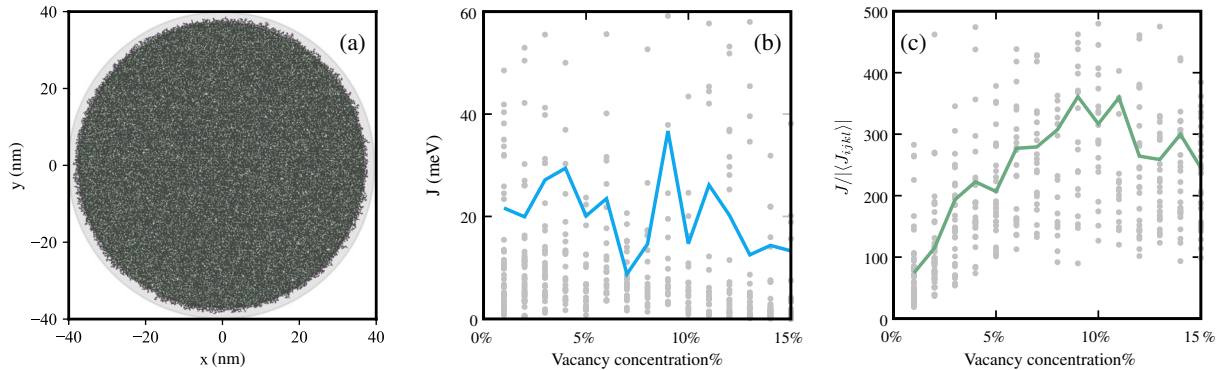 (a)
y (nm)
40
20
0
−20
−40
−40 −20 0 20 40
x (nm)
(b)
J (meV)
60
40
20
0
0% 5% 10% 15%
Vacancy concentration%
(c)
J/|⟨J_{ijkl}⟩|
500
400
300
200
100
0
0% 5% 10% 15%
Vacancy concentration%